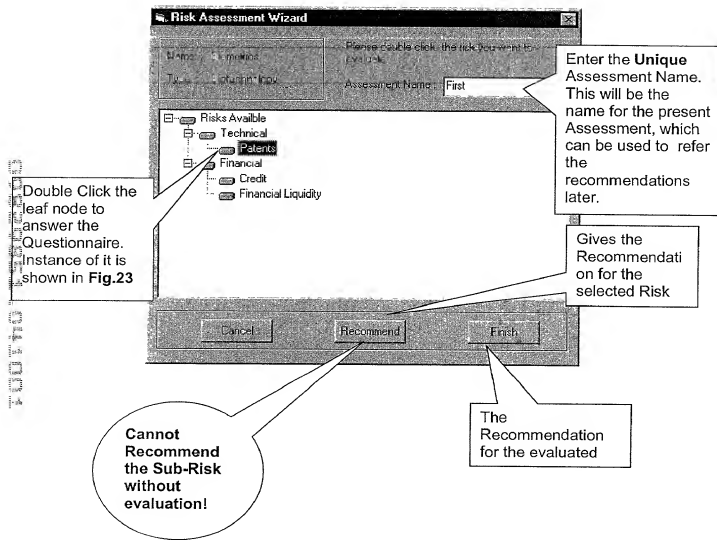 Risk Assessment Wizard
Please double click the risk you want to
Assessment Name : First
Enter the Unique
Assessment Name.
This will be the
name for the present
Assessment, which
can be used to refer
the
recommendations
later.
Risks Availble
Technical
Patents
Financial
Credit
Financial Liquidity
Double Click the
leaf node to
answer the
Questionnaire.
Instance of it is
shown in Fig.23
Gives the
Recommendati
on for the
selected Risk
Cancel
Recommend
Finish
Cannot
Recommend
the Sub-Risk
without
evaluation!
The
Recommendation
for the evaluated